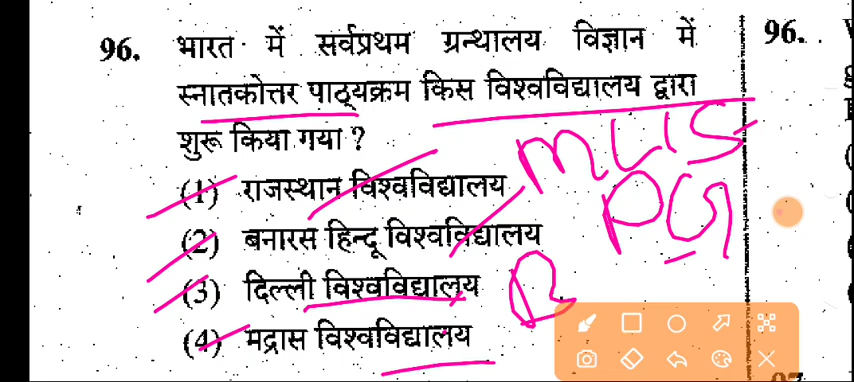 96. भारत में सर्वप्रथम ग्रन्थालय विज्ञान में
स्नातकोत्तर पाठ्यक्रम किस विश्वविद्यालय द्वारा
शुरू किया गया ?
(1) राजस्थान विश्वविद्यालय
(2) बनारस हिन्दू विश्वविद्यालय
(3) दिल्ली विश्वविद्यालय
(4) मद्रास विश्वविद्यालय
MLIS
PG
B
96.